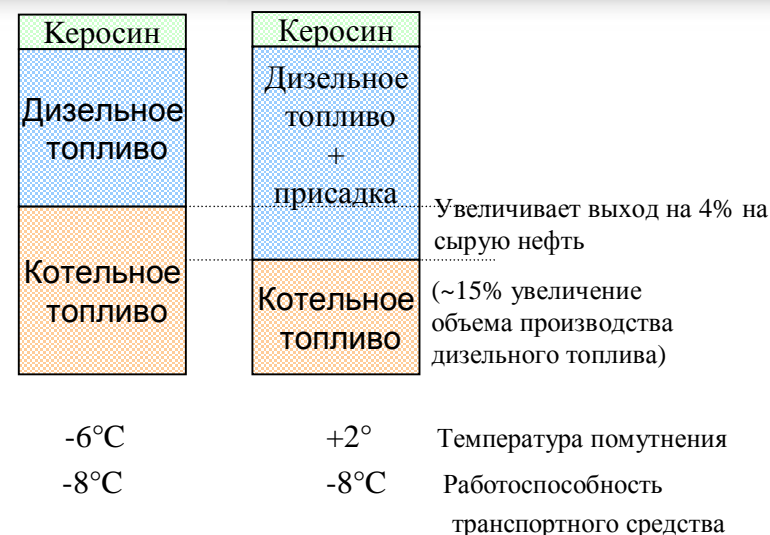 Керосин
Дизельное
топливо
Котельное
топливо
Керосин
Дизельное
топливо
+
присадка
Котельное
топливо
Увеличивает выход на 4% на
сырую нефть
(~15% увеличение
объема производства
дизельного топлива)
-6°C +2° Температура помутнения
-8°C -8°C Работоспособность
транспортного средства